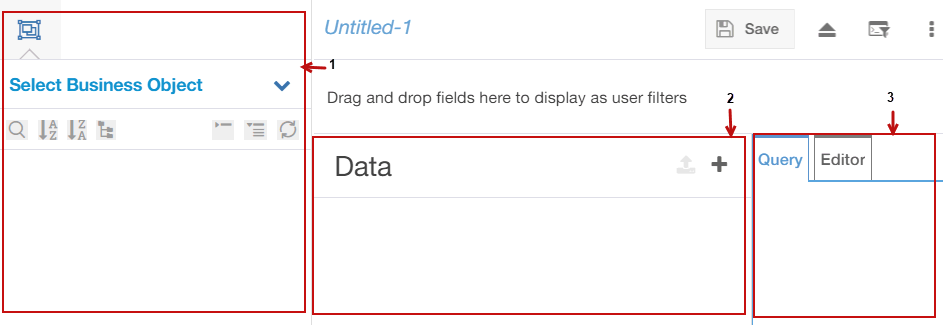 Untitled-1
Save
1
Select Business Object
Drag and drop fields here to display as user filters
2
3
A
Z
Z
A
Data
Query
Editor